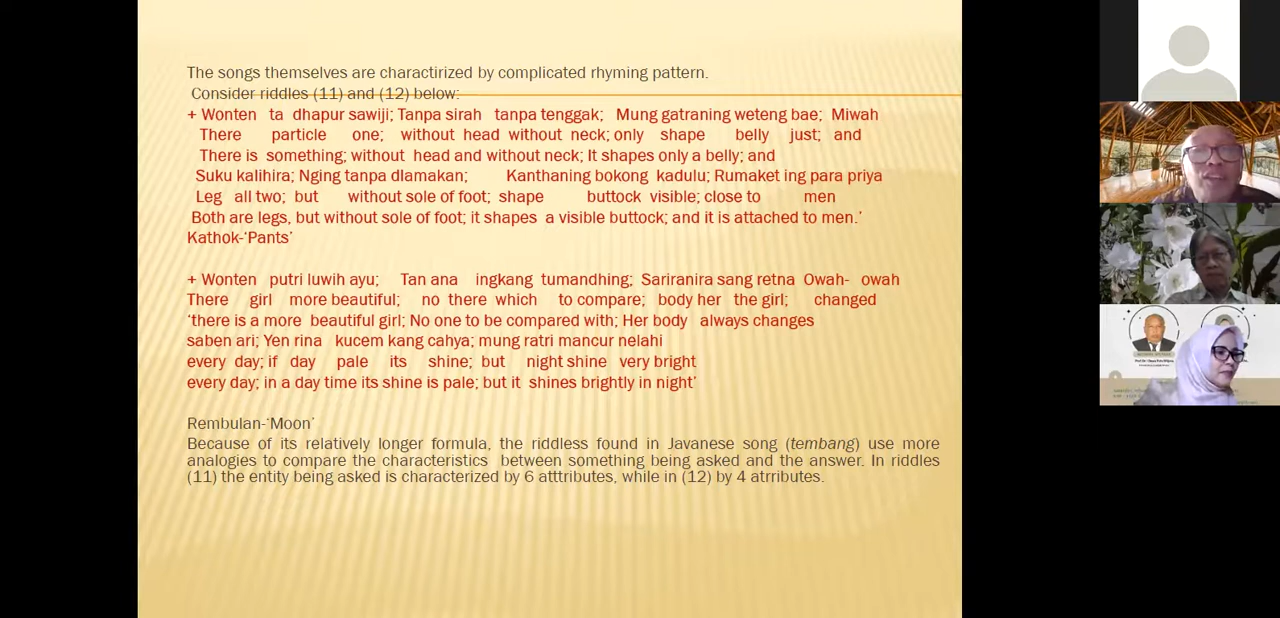 The songs themselves are charactirized by complicated rhyming pattern.
Consider riddles (11) and (12) below:
+ Wonten ta dhapur sawiji; Tanpa sirah tanpa tenggak; Mung gatraning weteng bae; Miwah
There particle one; without head without neck; only shape belly just; and
There is something; without head and without neck; It shapes only a belly; and
Suku kalihira; Nging tanpa dlamakan; Kanthaning bokong kadulu; Rumaket ing para priya
Leg all two; but without sole of foot; shape buttock visible; close to men
Both are legs, but without sole of foot; it shapes a visible buttock; and it is attached to men.’
Kathok-‘Pants’
+ Wonten putri luwih ayu; Tan ana ingkang tumandhing; Sariranira sang retna Owah- owah
There girl more beautiful; no there which to compare; body her the girl; changed
‘there is a more beautiful girl; No one to be compared with; Her body always changes
saben ari; Yen rina kucem kang cahya; mung ratri mancur nelahi
every day; if day pale its shine; but night shine very bright
every day; in a day time its shine is pale; but it shines brightly in night’
Rembulan-‘Moon’
Because of its relatively longer formula, the riddless found in Javanese song (tembang) use more
analogies to compare the characteristics between something being asked and the answer. In riddles
(11) the entity being asked is characterized by 6 atttributes, while in (12) by 4 atrributes.